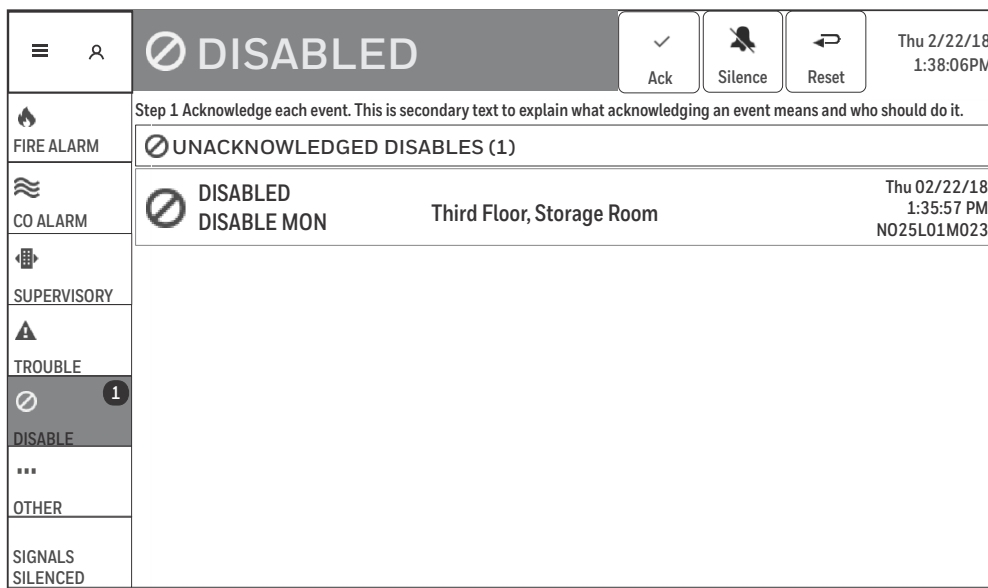 DISABLED
Ack
Silence
Reset
Thu 2/22/18
1:38:06PM
Step 1 Acknowledge each event. This is secondary text to explain what acknowledging an event means and who should do it.
FIRE ALARM
UNACKNOWLEDGED DISABLES (1)
CO ALARM
DISABLED
DISABLE MON
Third Floor, Storage Room
Thu 02/22/18
1:35:57 PM
NO25L01M023
SUPERVISORY
TROUBLE
1
DISABLE
OTHER
SIGNALS
SILENCED